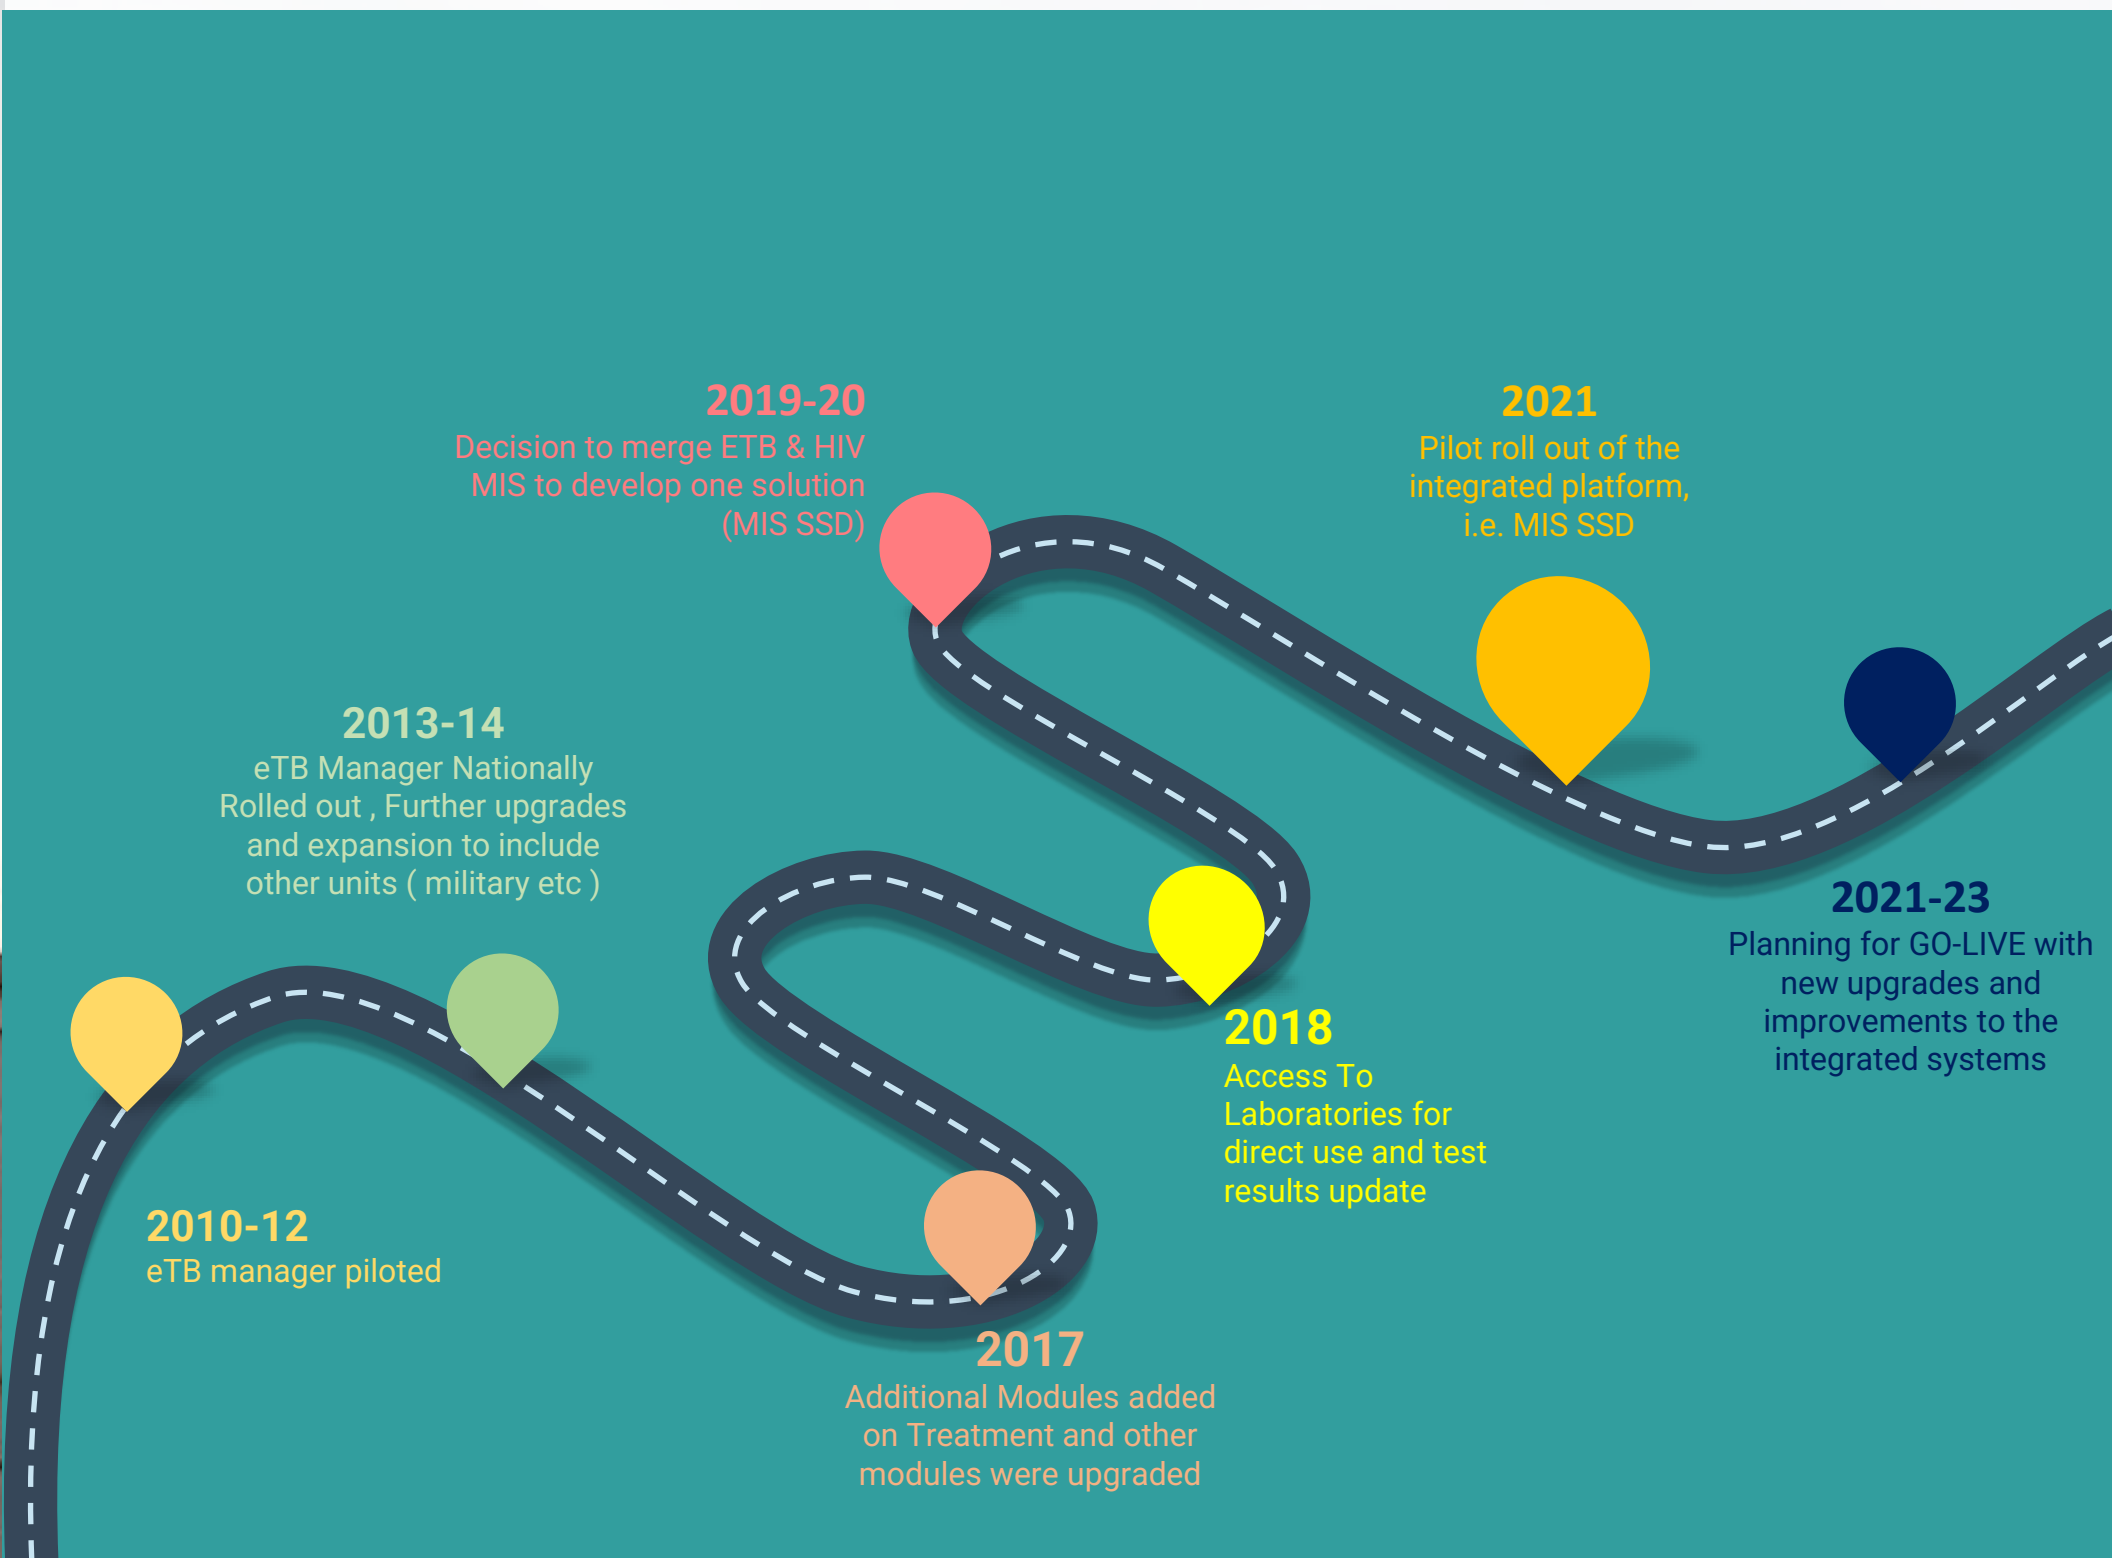 2010-12
eTB manager piloted
2013-14
eTB Manager Nationally
Rolled out , Further upgrades
and expansion to include
other units ( military etc )
2017
Additional Modules added
on Treatment and other
modules were upgraded
2018
Access To
Laboratories for
direct use and test
results update
2019-20
Decision to merge ETB & HIV
MIS to develop one solution
(MIS SSD)
2021
Pilot roll out of the
integrated platform,
i.e. MIS SSD
2021-23
Planning for GO-LIVE with
new upgrades and
improvements to the
integrated systems